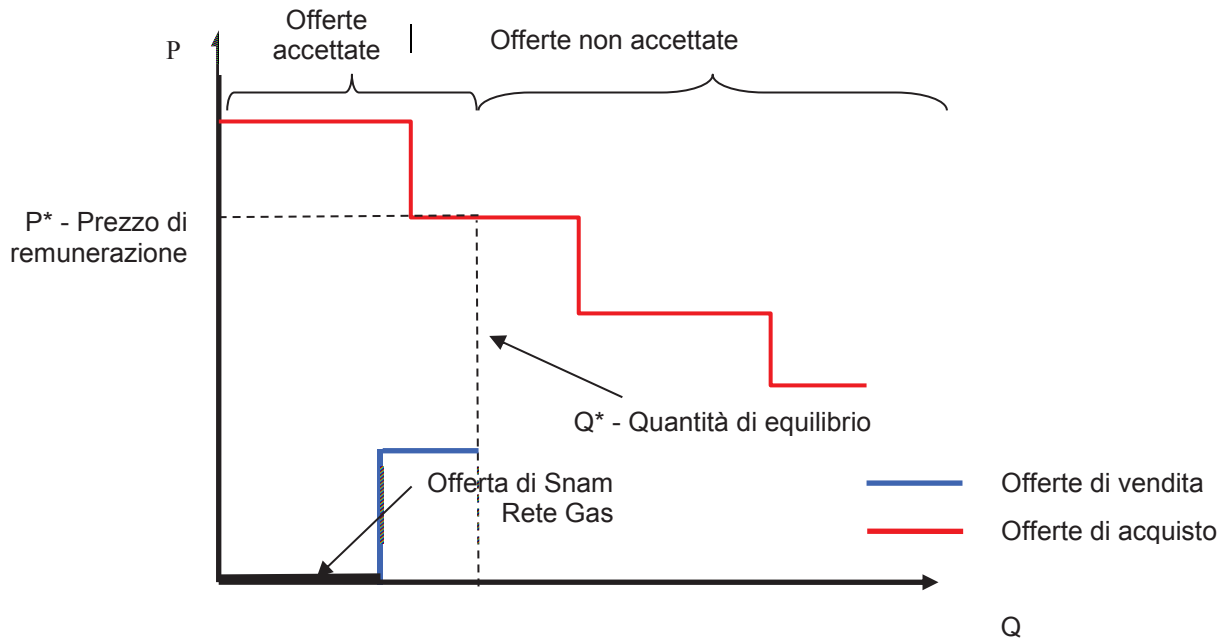 Offerte
accettate
Offerte non accettate
P
P* - Prezzo di
remunerazione
Q* - Quantità di equilibrio
Offerta di Snam
Rete Gas
Offerte di vendita
Offerte di acquisto
Q